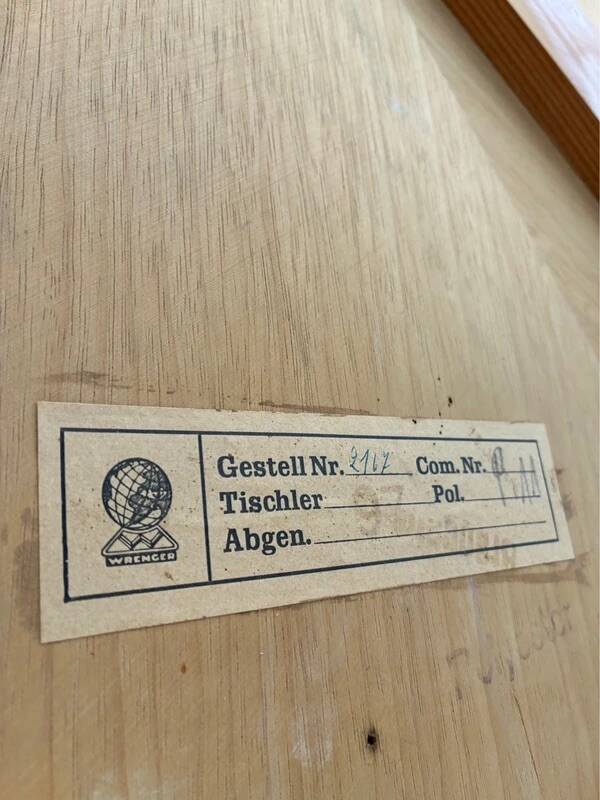 WRENGER
Gestell Nr. 2167 Com. Nr.
Tischler Pol.
Abgen.